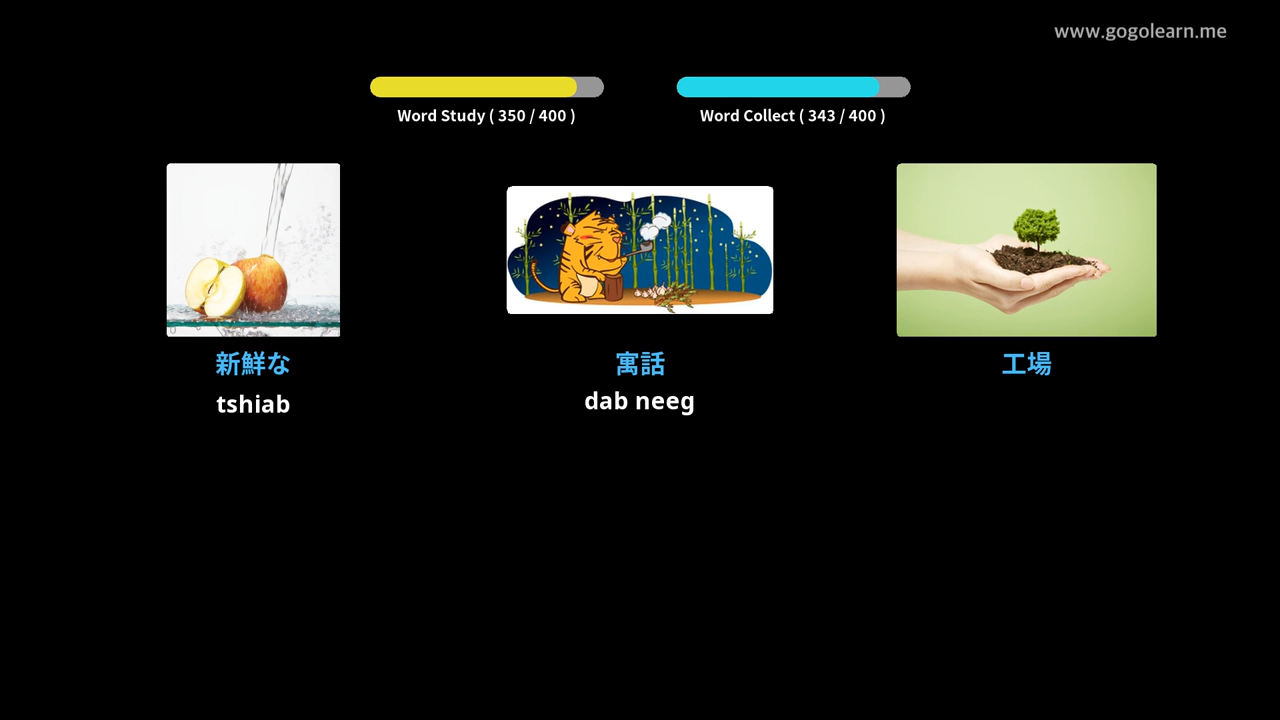 www.gogolearn.me
Word Study ( 350 / 400 )
Word Collect ( 343 / 400 )
新鮮な
tshiab
寓話
dab neeg
工場